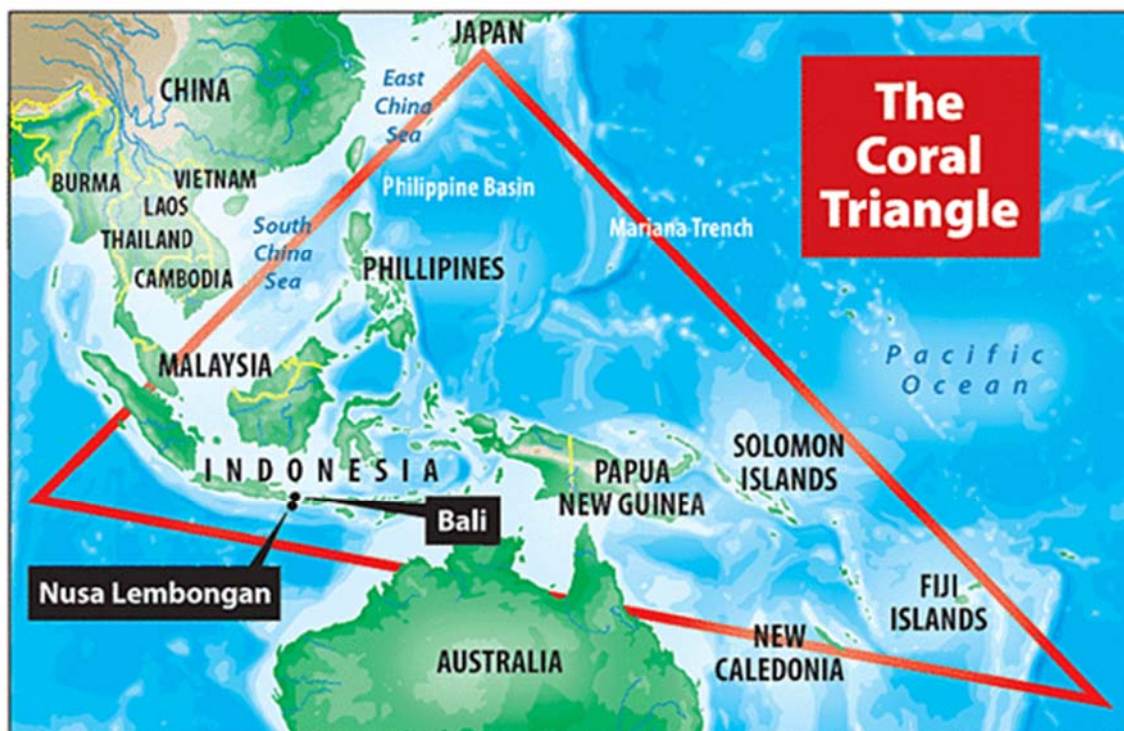 JAPAN
The
Coral
Triangle
CHINA
East
China
Sea
BURMA
VIETNAM
LAOS
THAILAND
CAMBODIA
South
China
Sea
Philippine Basin
Mariana Trench
PHILLIPINES
MALAYSIA
Pacific
Ocean
INDONESIA
PAPUA
NEW GUINEA
SOLOMON
ISLANDS
Bali
Nusa Lembongan
FIJI
ISLANDS
NEW
CALEDONIA
AUSTRALIA